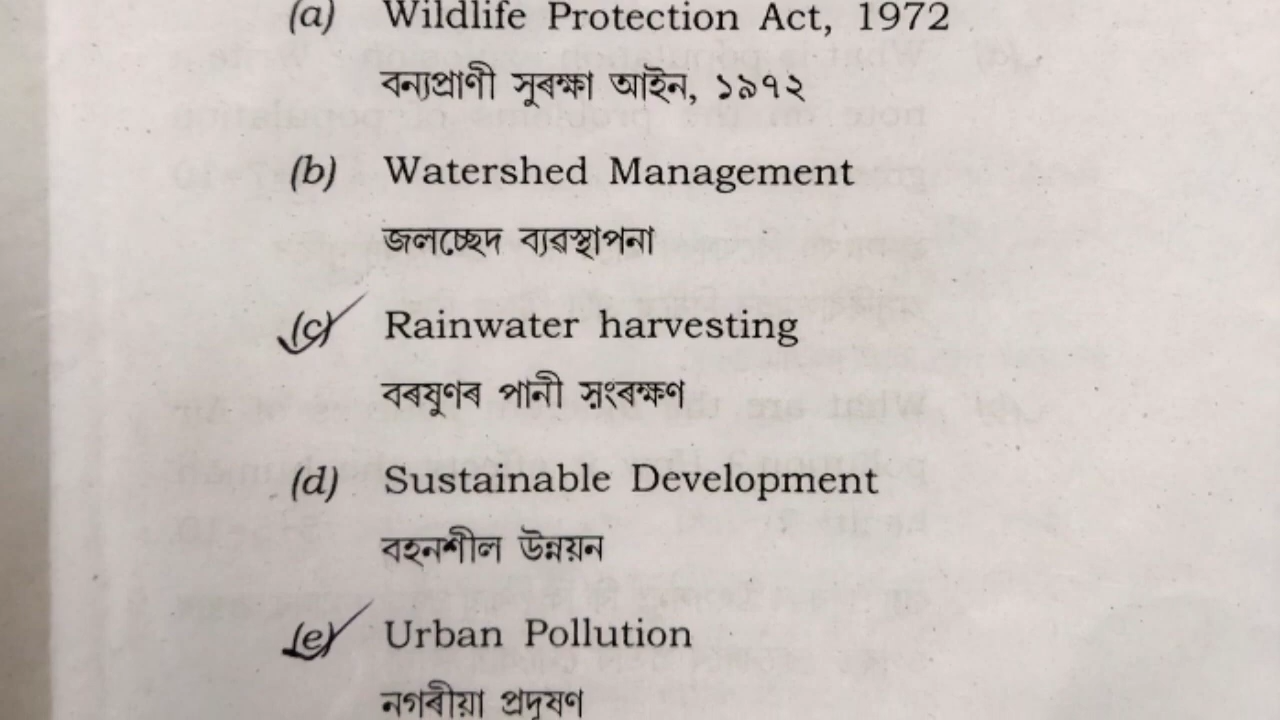 (a) Wildlife Protection Act, 1972
বন্যপ্ৰাণী সুৰক্ষা আইন, ১৯৭২
(b) Watershed Management
জলচ্ছেদ ব্যৱস্থাপনা
(c) Rainwater harvesting
বৰষুণৰ পানী সংৰক্ষণ
(d) Sustainable Development
বহনশীল উন্নয়ন
(e) Urban Pollution
নগৰীয়া প্ৰদূষণ